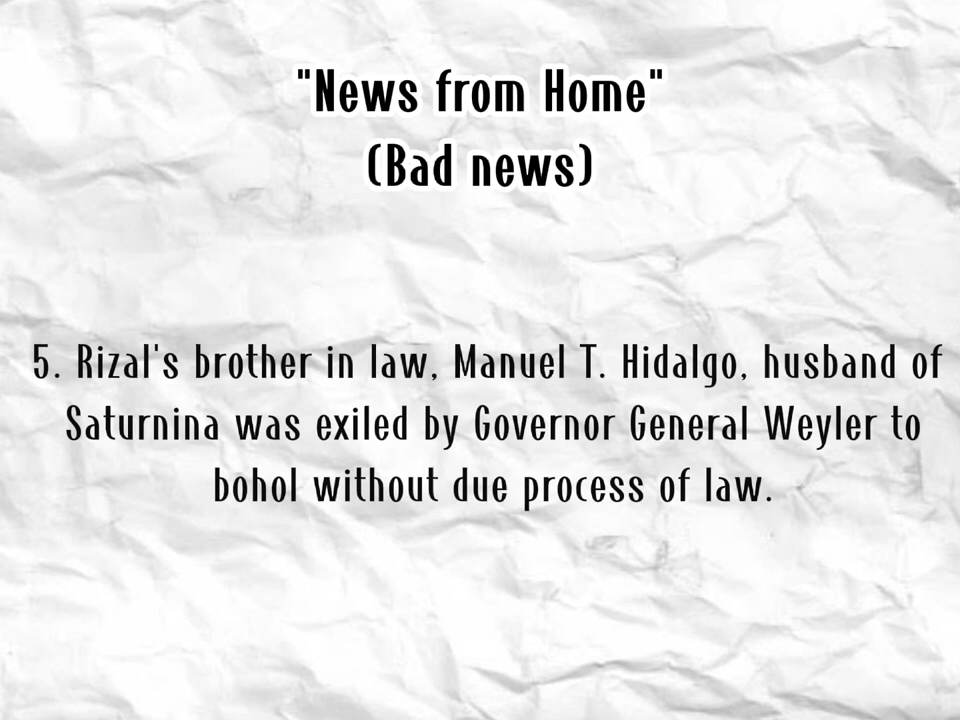 "News from Home"
(Bad news)
5. Rizal's brother in law, Manuel T. Hidalgo, husband of
Saturnina was exiled by Governor General Weyler to
bohol without due process of law.